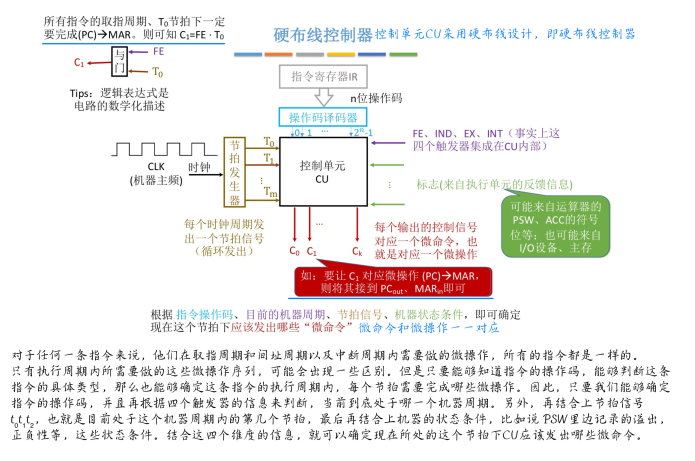 所有指令的取指周期、T0节拍下一定
要完成(PC)→MAR。则可知 C1=FE · T0
硬布线控制器
控制单元CU采用硬布线设计，即硬布线控制器
与
门
FE
C1
T0
Tips：逻辑表达式是
电路的数学化描述
指令寄存器IR
n位操作码
操作码译码器
0 1 … 2ⁿ-1
FE、IND、EX、INT（事实上这
四个触发器集成在CU内部）
CLK
(机器主频)
时钟
节
拍
发
生
器
T0
T1
…
Tm
控制单元
CU
…
标志(来自执行单元的反馈信息)
可能来自运算器的
PSW、ACC的符号
位等；也可能来自
I/O设备、主存
每个时钟周期发
出一个节拍信号
（循环发出）
…
C0 C1 Ck
每个输出的控制信号
对应一个微命令，也
就是对应一个微操作
如：要让 C1 对应微操作 (PC)→MAR，
则将其接到 PCout、MARin即可
根据 指令操作码、目前的机器周期、节拍信号、机器状态条件，即可确定
现在这个节拍下应该发出哪些“微命令” 微命令和微操作一一对应
对于任何一条指令来说，他们在取指周期和间址周期以及中断周期内需要做的微操作，所有的指令都是一样的。
只有执行周期内所需要做的这些微操作序列，可能会出现一些区别。但是只要能够知道指令的操作码，能够判断这条
指令的具体类型，那么也能够确定这条指令的执行周期内，每个节拍需要完成哪些微操作。因此，只要我们能够确定
指令的操作码，并且再根据四个触发器的信息来判断，当前到底处于哪一个机器周期。另外，再结合上节拍信号
t0t1t2，也就是目前处于这个机器周期内的第几个节拍，最后再结合上机器的状态条件，比如说 PSW里边记录的溢出，
正负性等，这些状态条件。结合这四个维度的信息，就可以确定现在所处的这个节拍下CU应该发出哪些微命令。